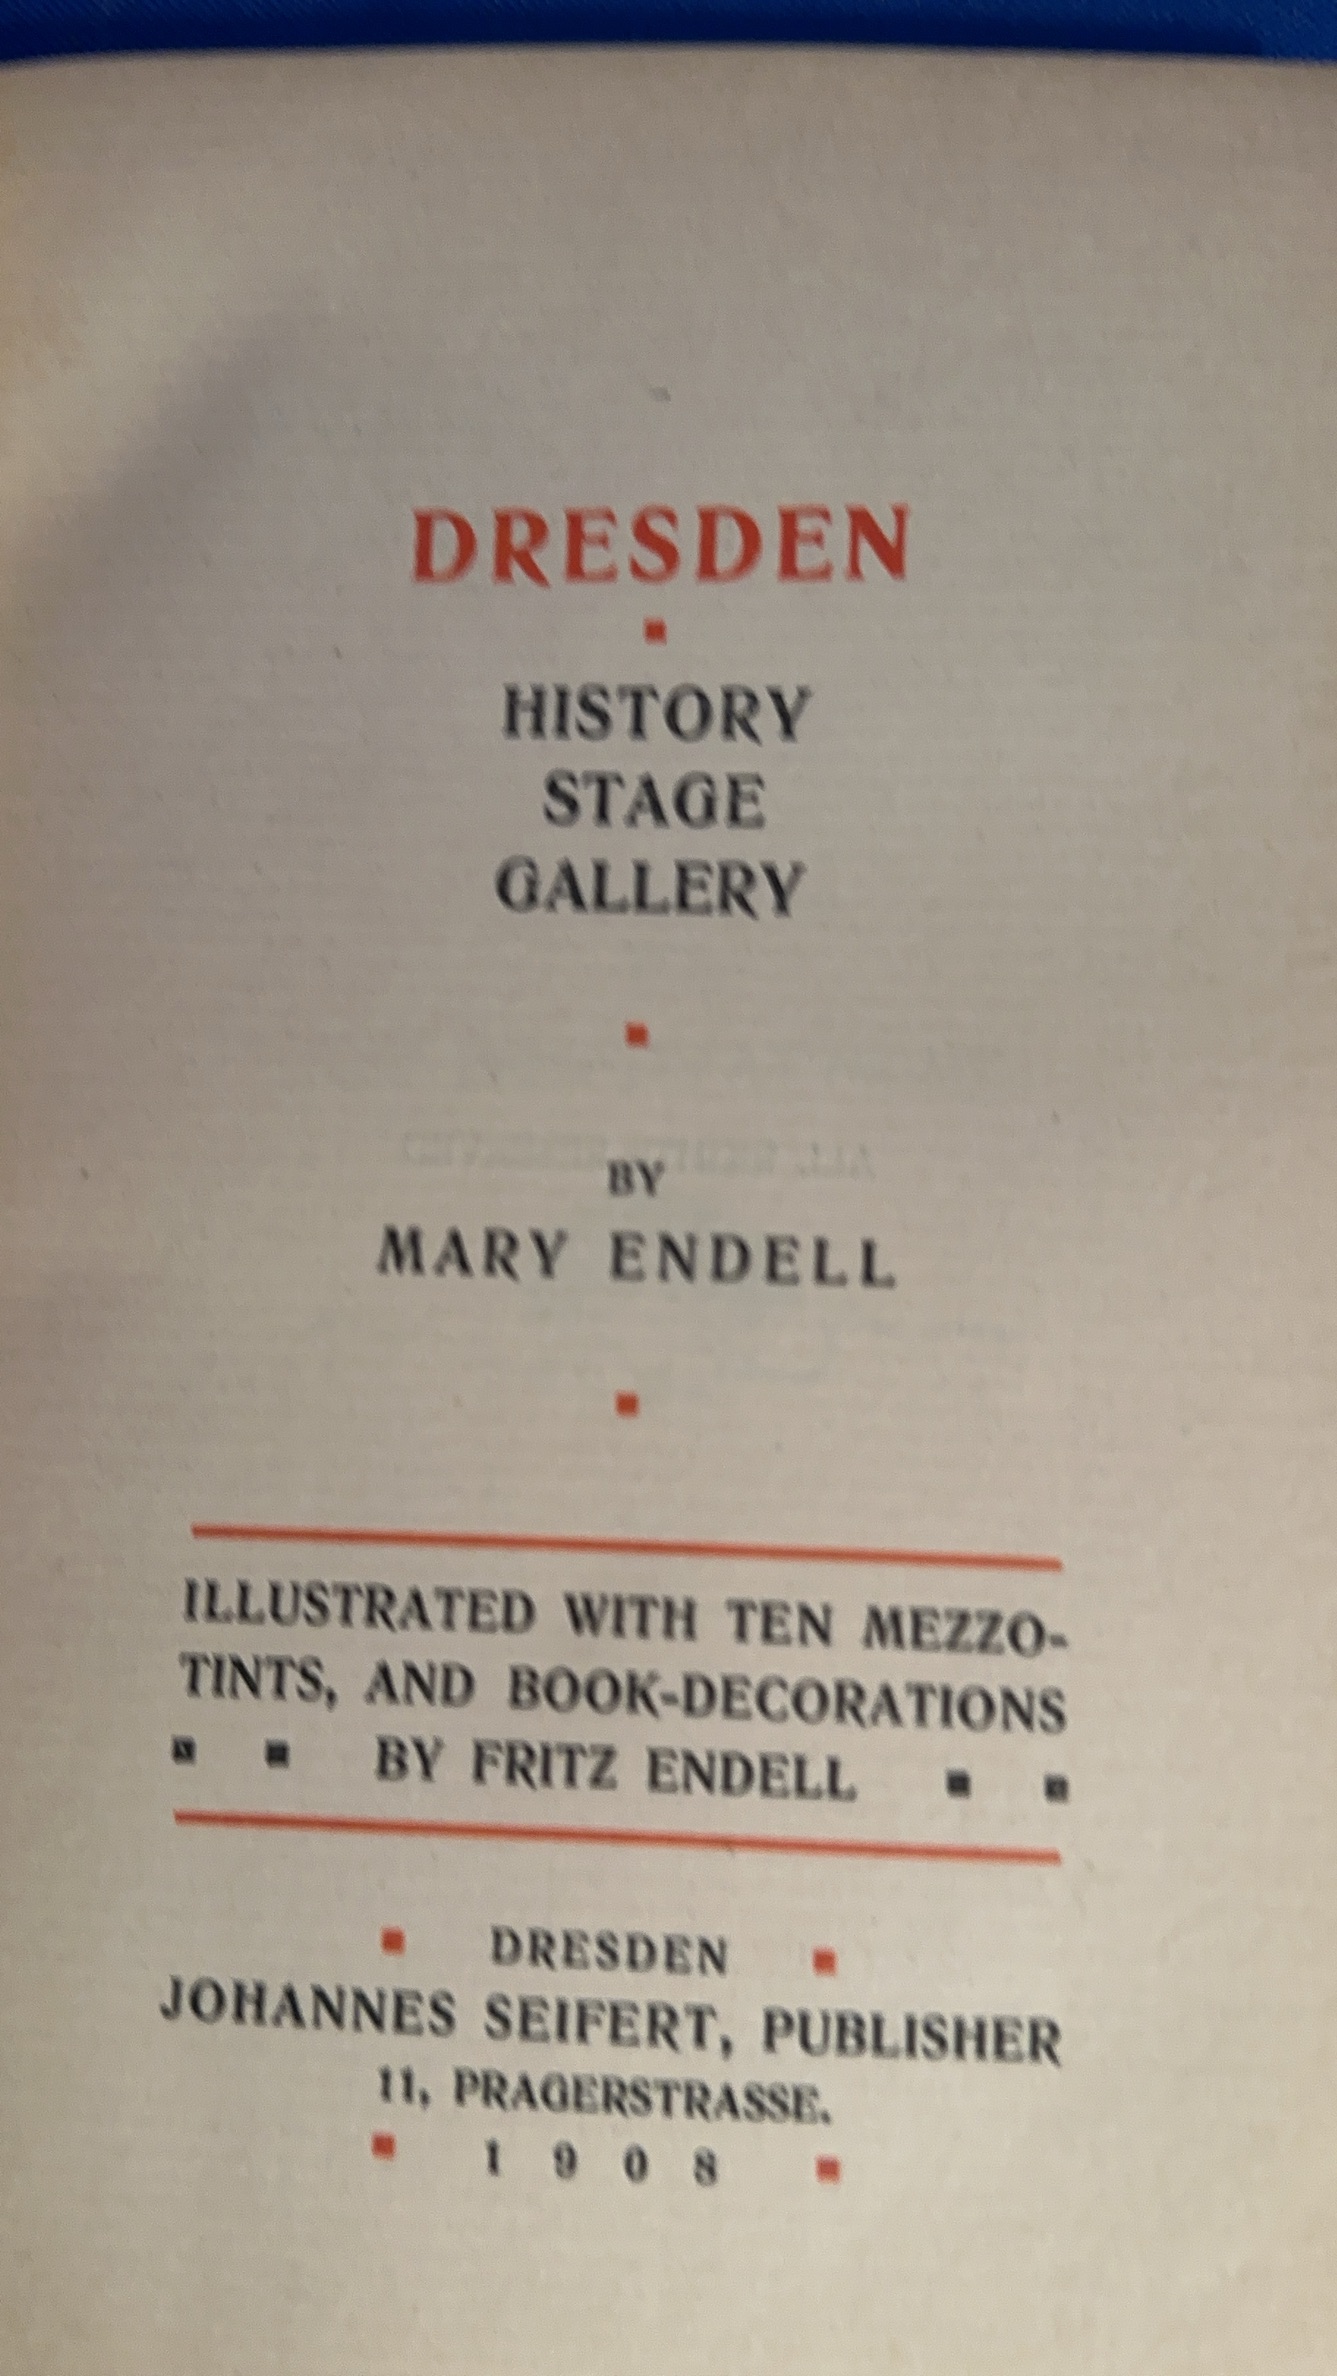 DRESDEN
HISTORY
STAGE
GALLERY
BY
MARY ENDELL
ILLUSTRATED WITH TEN MEZZO-
TINTS, AND BOOK-DECORATIONS
BY FRITZ ENDELL
DRESDEN
JOHANNES SEIFERT, PUBLISHER
11, PRAGERSTRASSE.
1908